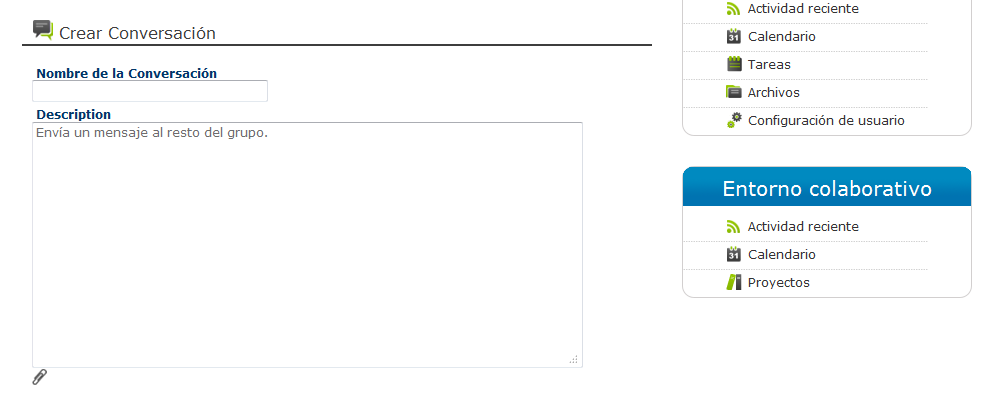 Crear Conversación
Nombre de la Conversación
Description
Envía un mensaje al resto del grupo.
Actividad reciente
31 Calendario
Tareas
Archivos
Configuración de usuario
Entorno colaborativo
Actividad reciente
31 Calendario
Proyectos